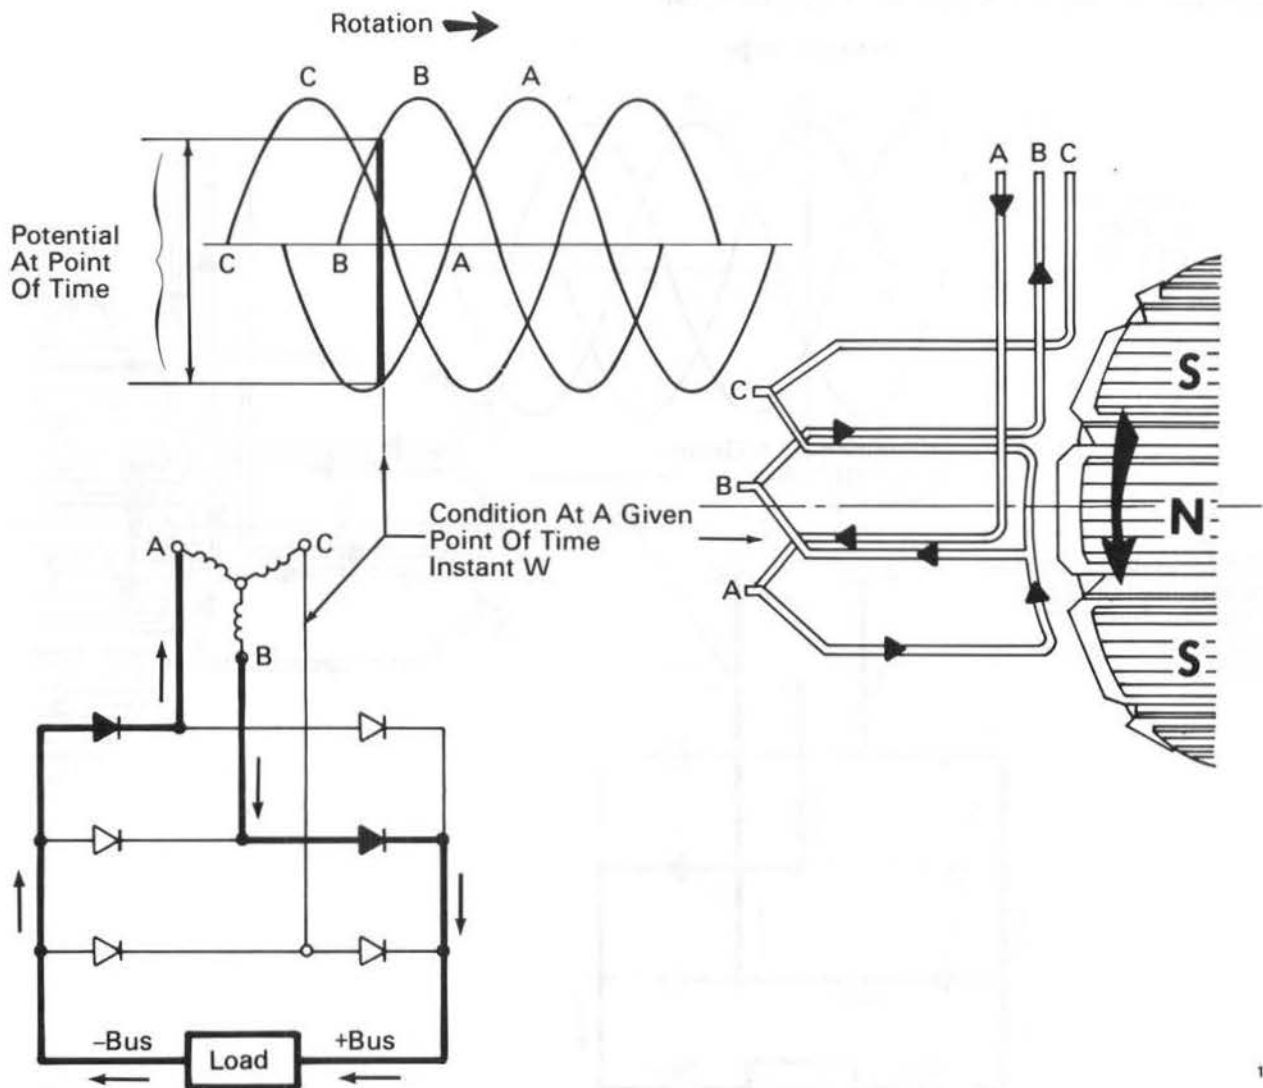 Rotation
C B A
Potential
At Point
Of Time
C B A
A B C
S
C
B
N
Condition At A Given
Point Of Time
Instant W
A C
A
S
B
–Bus Load +Bus